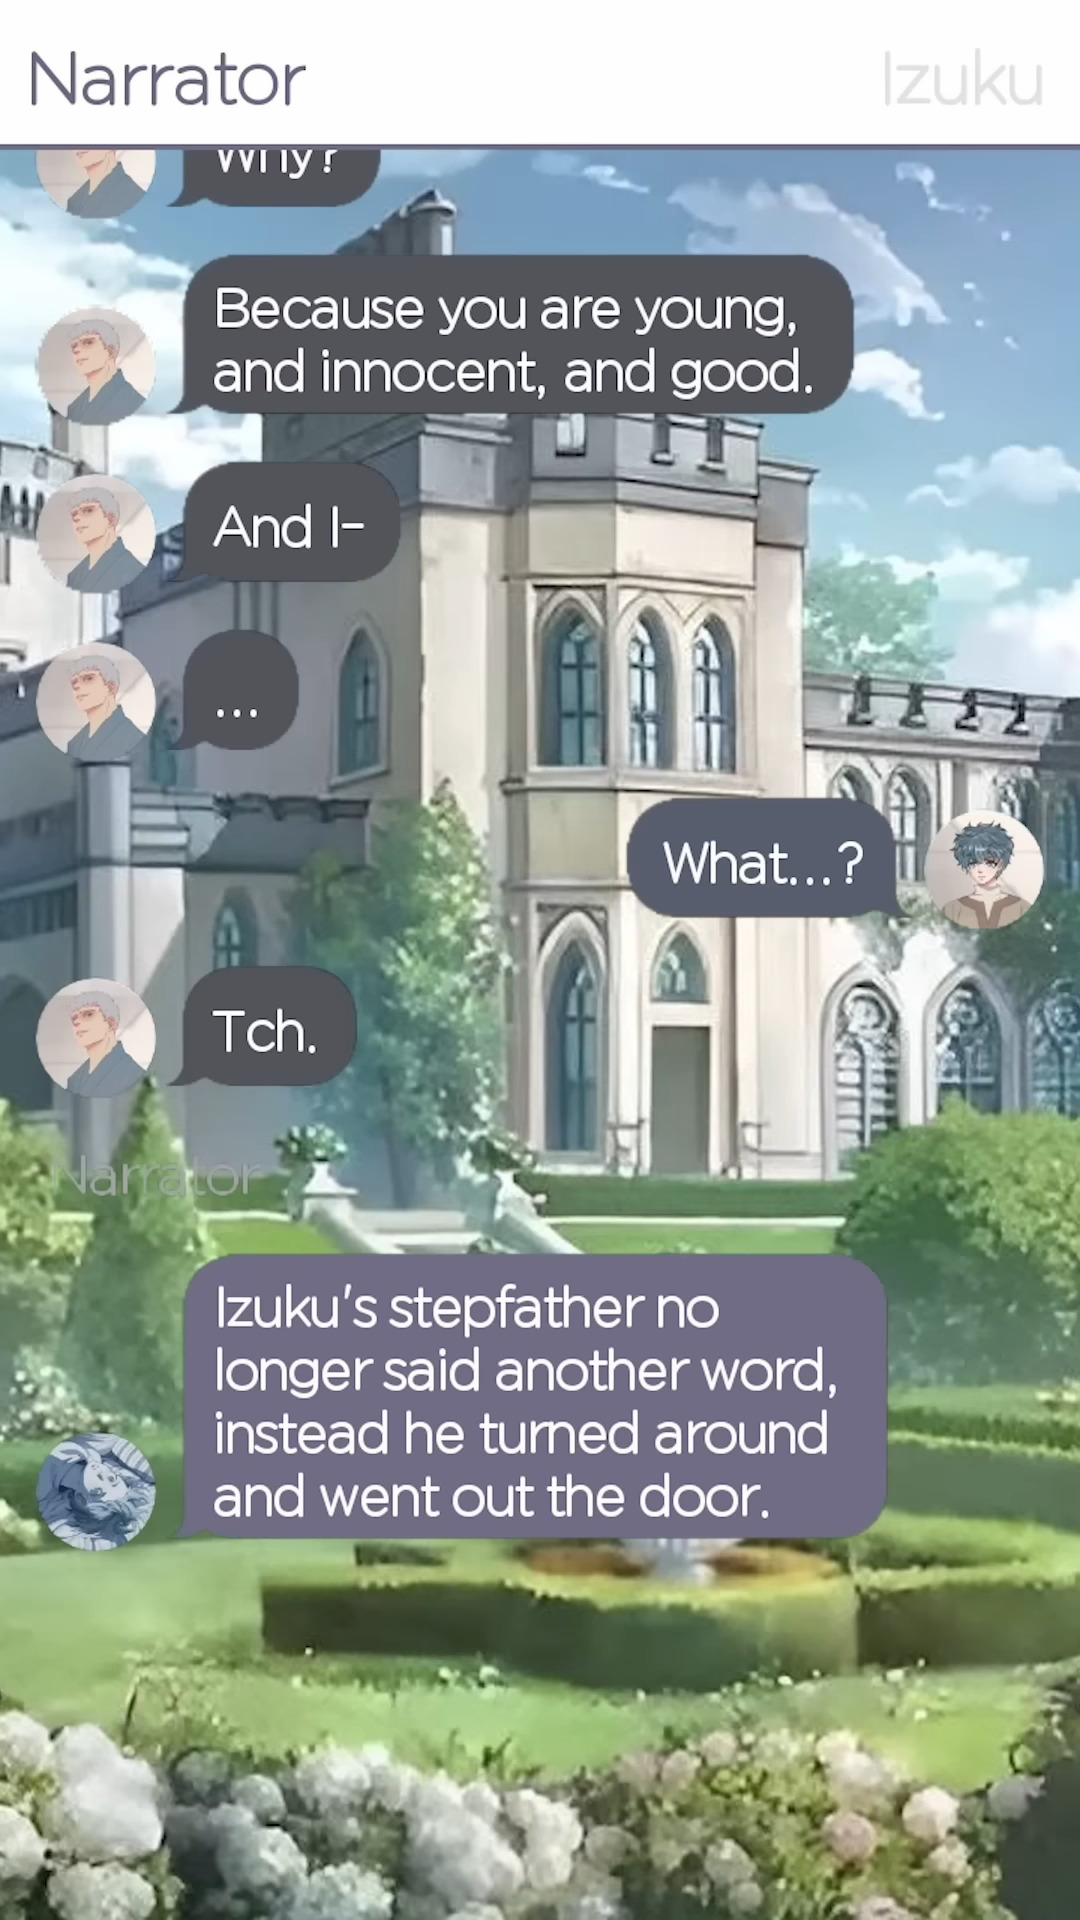 Narrator
Izuku
Why?
Because you are young,
and innocent, and good.
And I-
...
What...?
Tch.
Narrator
Izuku's stepfather no
longer said another word,
instead he turned around
and went out the door.